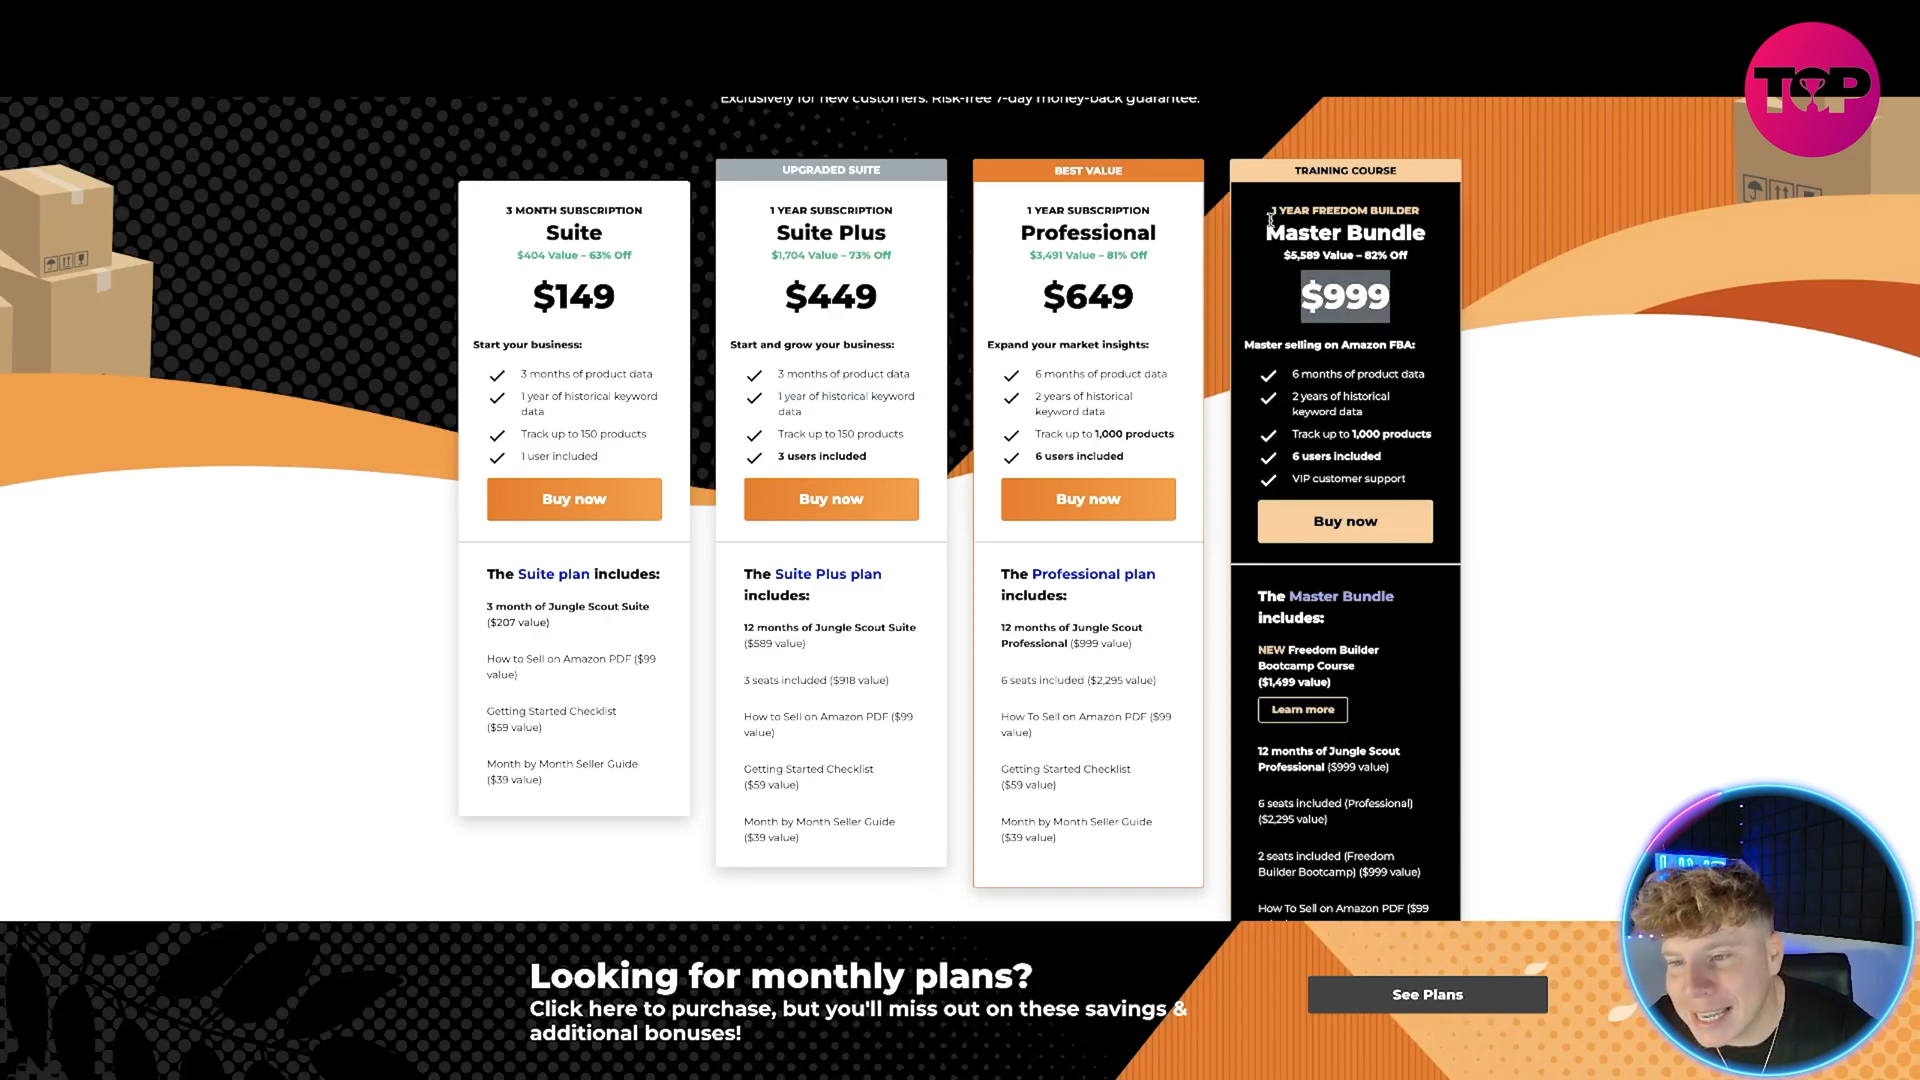 TOP
Exclusively for new customers. Risk-free 7-day money-back guarantee.
3 MONTH SUBSCRIPTION
Suite
$404 Value – 63% Off
$149
Start your business:
3 months of product data
1 year of historical keyword
data
Track up to 150 products
1 user included
Buy now
The Suite plan includes:
3 month of Jungle Scout Suite
($207 value)
How to Sell on Amazon PDF ($99
value)
Getting Started Checklist
($59 value)
Month by Month Seller Guide
($39 value)
UPGRADED SUITE
1 YEAR SUBSCRIPTION
Suite Plus
$1,704 Value – 73% Off
$449
Start and grow your business:
3 months of product data
1 year of historical keyword
data
Track up to 150 products
3 users included
Buy now
The Suite Plus plan
includes:
12 months of Jungle Scout Suite
($589 value)
3 seats included ($918 value)
How to Sell on Amazon PDF ($99
value)
Getting Started Checklist
($59 value)
Month by Month Seller Guide
($39 value)
BEST VALUE
1 YEAR SUBSCRIPTION
Professional
$3,491 Value – 81% Off
$649
Expand your market insights:
6 months of product data
2 years of historical
keyword data
Track up to 1,000 products
6 users included
Buy now
The Professional plan
includes:
12 months of Jungle Scout
Professional ($999 value)
6 seats included ($2,295 value)
How To Sell on Amazon PDF ($99
value)
Getting Started Checklist
($59 value)
Month by Month Seller Guide
($39 value)
TRAINING COURSE
1 YEAR FREEDOM BUILDER
Master Bundle
$5,589 Value – 82% Off
$999
Master selling on Amazon FBA:
6 months of product data
2 years of historical
keyword data
Track up to 1,000 products
6 users included
VIP customer support
Buy now
The Master Bundle
includes:
NEW Freedom Builder
Bootcamp Course
($1,499 value)
Learn more
12 months of Jungle Scout
Professional ($999 value)
6 seats included (Professional)
($2,295 value)
2 seats included (Freedom
Builder Bootcamp) ($999 value)
How To Sell on Amazon PDF ($99
Looking for monthly plans?
Click here to purchase, but you'll miss out on these savings &
additional bonuses!
See Plans